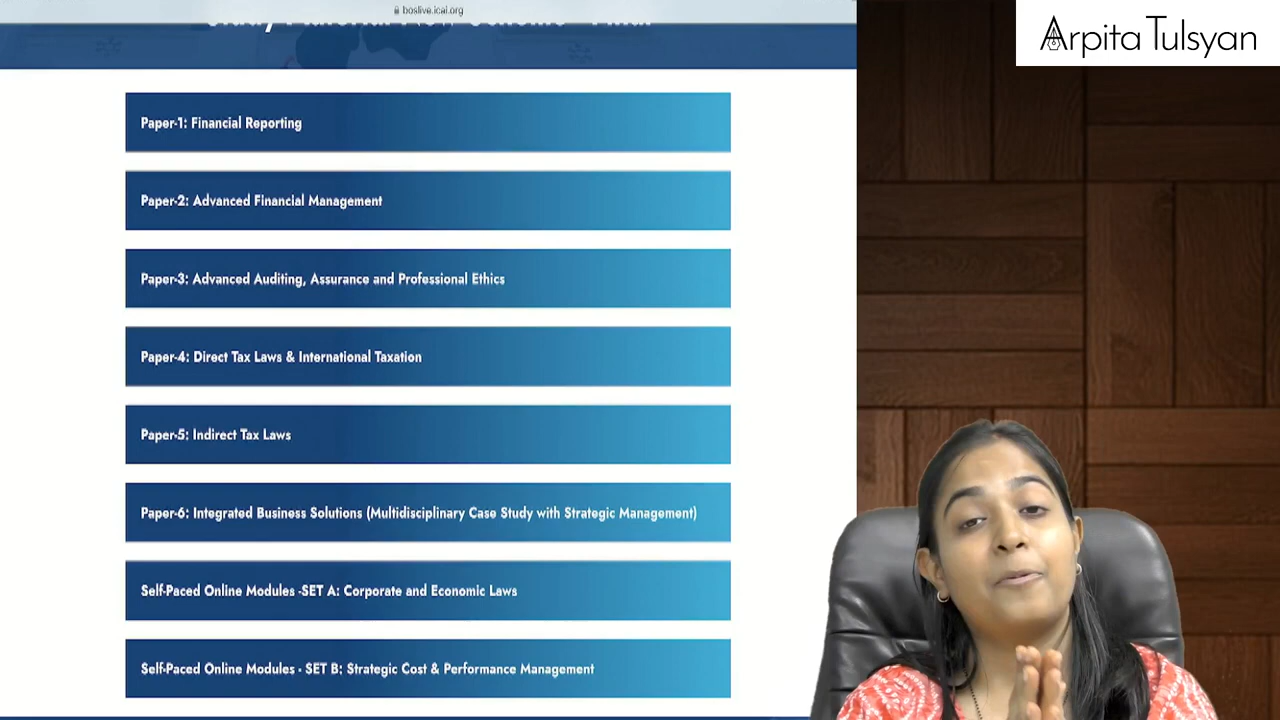 boslive.icai.org
Arpita Tulsyan
Paper-1: Financial Reporting
Paper-2: Advanced Financial Management
Paper-3: Advanced Auditing, Assurance and Professional Ethics
Paper-4: Direct Tax Laws & International Taxation
Paper-5: Indirect Tax Laws
Paper-6: Integrated Business Solutions (Multidisciplinary Case Study with Strategic Management)
Self-Paced Online Modules -SET A: Corporate and Economic Laws
Self-Paced Online Modules - SET B: Strategic Cost & Performance Management